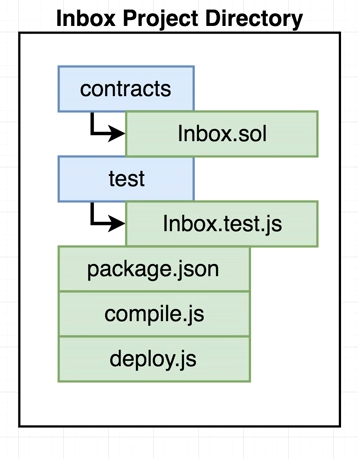 Inbox Project Directory
contracts
Inbox.sol
test
Inbox.test.js
package.json
compile.js
deploy.js